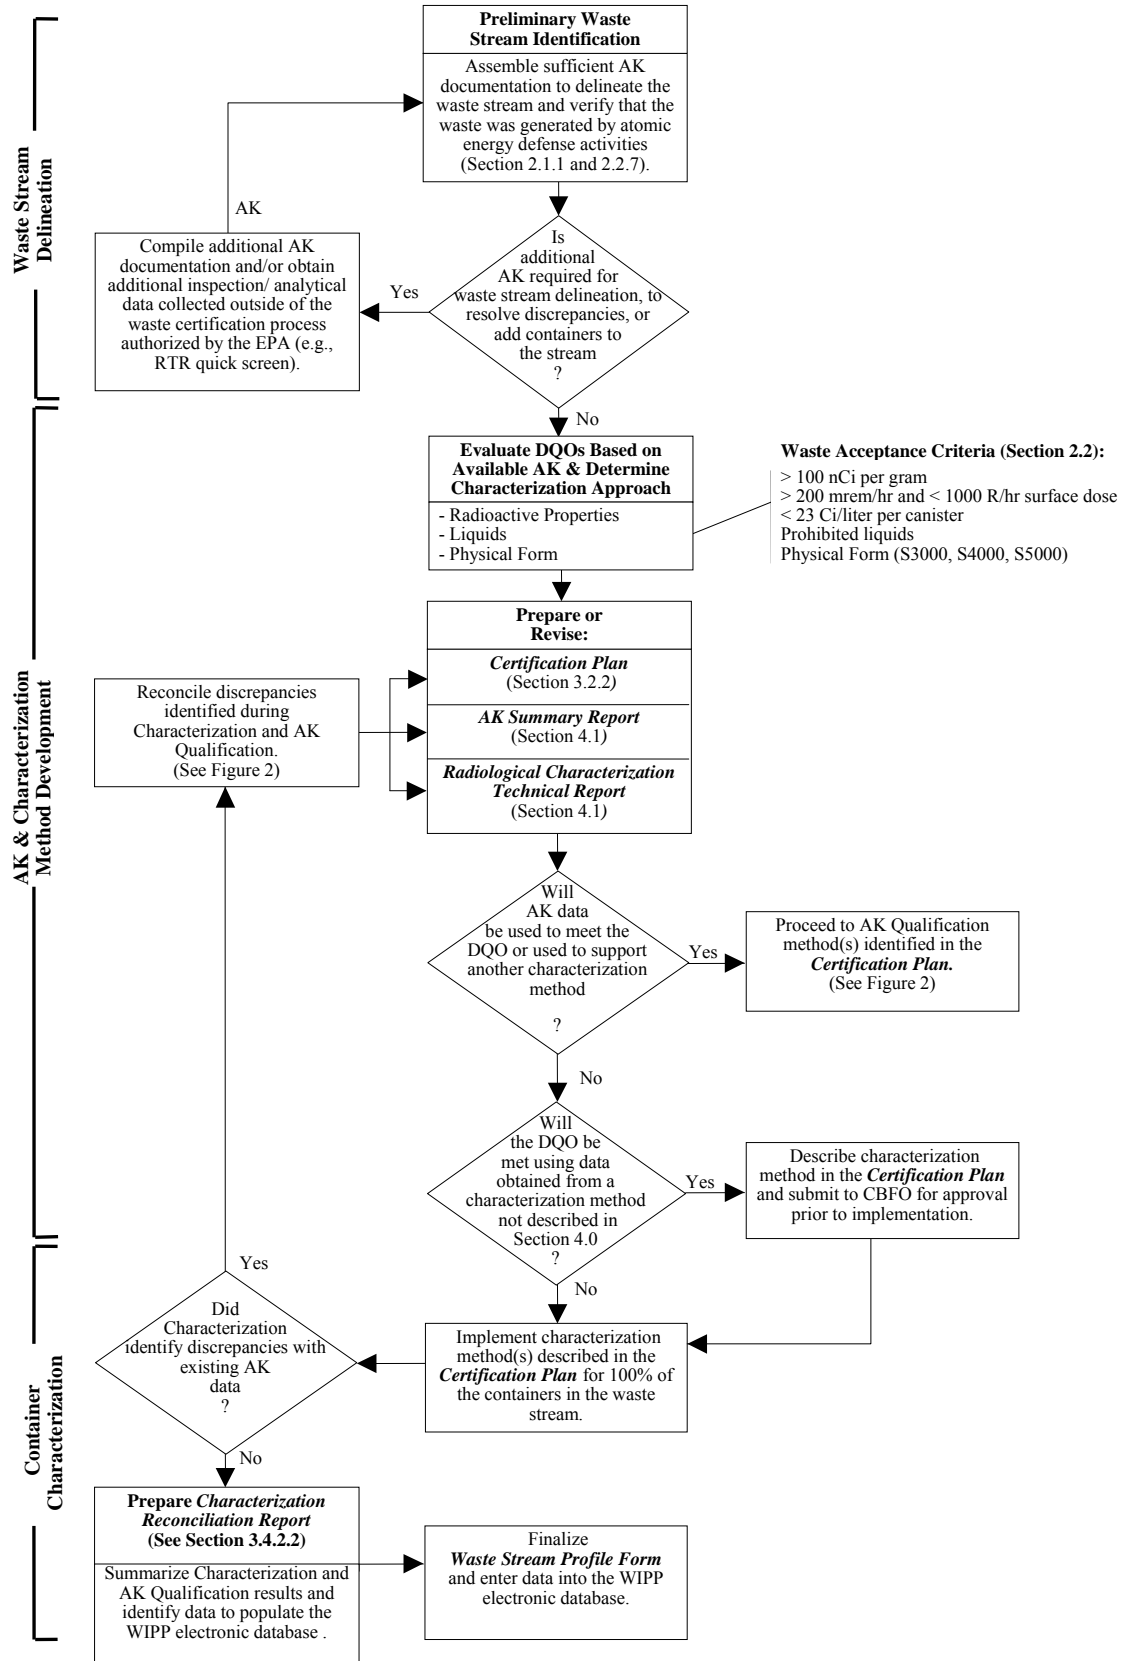 Preliminary Waste
Stream Identification
Assemble sufficient AK
documentation to delineate the
waste stream and verify that the
waste was generated by atomic
energy defense activities
(Section 2.1.1 and 2.2.7).
Waste Stream
Delineation
AK
Compile additional AK
documentation and/or obtain
additional inspection/ analytical
data collected outside of the
waste certification process
authorized by the EPA (e.g.,
RTR quick screen).
Yes
Is
additional
AK required for
waste stream delineation, to
resolve discrepancies, or
add containers to
the stream
?
No
Evaluate DQOs Based on
Available AK & Determine
Characterization Approach
- Radioactive Properties
- Liquids
- Physical Form
Waste Acceptance Criteria (Section 2.2):
> 100 nCi per gram
> 200 mrem/hr and < 1000 R/hr surface dose
< 23 Ci/liter per canister
Prohibited liquids
Physical Form (S3000, S4000, S5000)
AK & Characterization
Method Development
Prepare or
Revise:
Certification Plan
(Section 3.2.2)
AK Summary Report
(Section 4.1)
Radiological Characterization
Technical Report
(Section 4.1)
Reconcile discrepancies
identified during
Characterization and AK
Qualification.
(See Figure 2)
Will
AK data
be used to meet the
DQO or used to support
another characterization
method
?
Yes
Proceed to AK Qualification
method(s) identified in the
Certification Plan.
(See Figure 2)
No
Will
the DQO be
met using data
obtained from a
characterization method
not described in
Section 4.0
?
Yes
Describe characterization
method in the Certification Plan
and submit to CBFO for approval
prior to implementation.
No
Container
Characterization
Implement characterization
method(s) described in the
Certification Plan for 100% of
the containers in the waste
stream.
Yes
Did
Characterization
identify discrepancies with
existing AK
data
?
No
Prepare Characterization
Reconciliation Report
(See Section 3.4.2.2)
Summarize Characterization and
AK Qualification results and
identify data to populate the
WIPP electronic database .
Finalize
Waste Stream Profile Form
and enter data into the WIPP
electronic database.